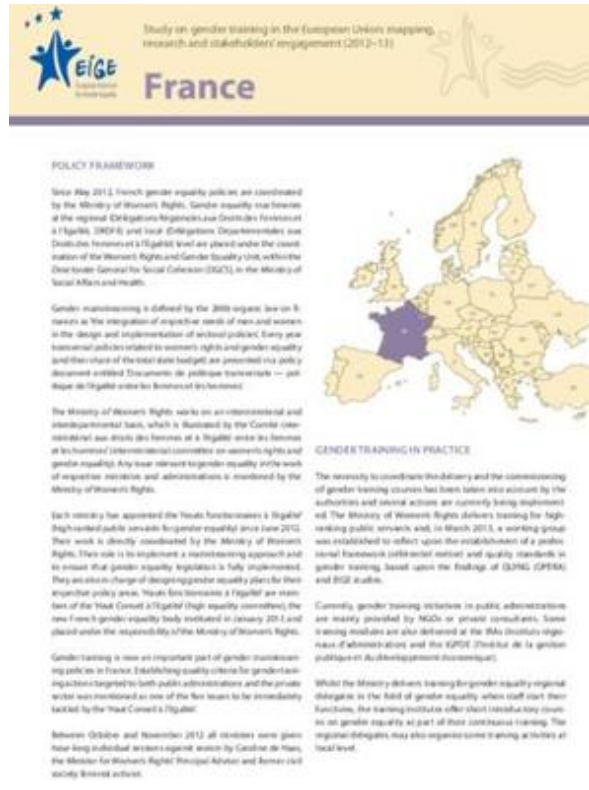 Study on gender training in the European Union: mapping,
research and stakeholders' engagement (2012–13)
EIGE
France
POLICY FRAMEWORK
Since May 2012, French gender equality policies are coordinated
by the Ministry of Women's Rights. Gender equality machineries
at the regional (Délégations Régionales aux Droits des Femmes et
à l'Égalité, DRDFE) and local (Délégations Départementales aux
Droits des Femmes et à l'Égalité) level are placed under the coordi-
nation of the Women's Rights and Gender Equality Unit, within the
Directorate General for Social Cohesion (DGCS), in the Ministry of
Social Affairs and Health.
Gender mainstreaming is defined by the 2006 organic law on fi-
nances as 'the integration of respective needs of men and women
in the design and implementation of sectoral policies'. Every year
transversal policies related to women's rights and gender equality
(and their share of the total state budget) are presented in a policy
document entitled 'Documents de politique transversale — pol-
itique de l'égalité entre les femmes et les hommes'.
The Ministry of Women's Rights works on an interministerial and
interdepartmental basis, which is illustrated by the 'Comité inter-
ministériel aux droits des femmes et à l'égalité entre les femmes
et les hommes' (interministerial committee on women's rights and
gender equality). Any issue relevant to gender equality in the work
of respective ministries and administrations is monitored by the
Ministry of Women's Rights.
Each ministry has appointed the 'Hauts fonctionnaires à l'égalité'
(high-ranked public servants for gender equality) since June 2012.
Their work is directly coordinated by the Ministry of Women's
Rights. Their role is to implement a mainstreaming approach and
to ensure that gender equality legislation is fully implemented.
They are also in charge of designing gender equality plans for their
respective policy areas. 'Hauts fonctionnaires à l'égalité' are mem-
bers of the 'Haut Conseil à l'Égalité' (high equality committee), the
new French gender equality body instituted in January 2013 and
placed under the responsibility of the Ministry of Women's Rights.
Gender training is now an important part of gender mainstream-
ing policies in France. Establishing quality criteria for gender train-
ing actions targeted to both public administrations and the private
sector was mentioned as one of the five issues to be immediately
tackled by the 'Haut Conseil à l'Égalité'.
Between October and November 2012 all ministers were given
hour-long individual sessions against sexism by Caroline de Haas,
the Minister for Women's Rights' Principal Advisor and former civil
society feminist activist.
GENDER TRAINING IN PRACTICE
The necessity to coordinate the delivery and the commissioning
of gender training courses has been taken into account by the
authorities and several actions are currently being implement-
ed. The Ministry of Women's Rights delivers training for high-
ranking public servants and, in March 2013, a working group
was established to reflect upon the establishment of a profes-
sional framework (référentiel métier) and quality standards in
gender training, based upon the findings of QUING (OPERA)
and EIGE studies.
Currently, gender training initiatives in public administrations
are mainly provided by NGOs or private consultants. Some
training modules are also delivered at the IRAs (Instituts régio-
naux d'administration) and the IGPDE (l'Institut de la gestion
publique et du développement économique).
Whilst the Ministry delivers training for gender equality regional
delegates in the field of gender equality when staff start their
functions, the training institutes offer short introductory cours-
es on gender equality as part of their continuous training. The
regional delegates may also organise some training activities at
local level.